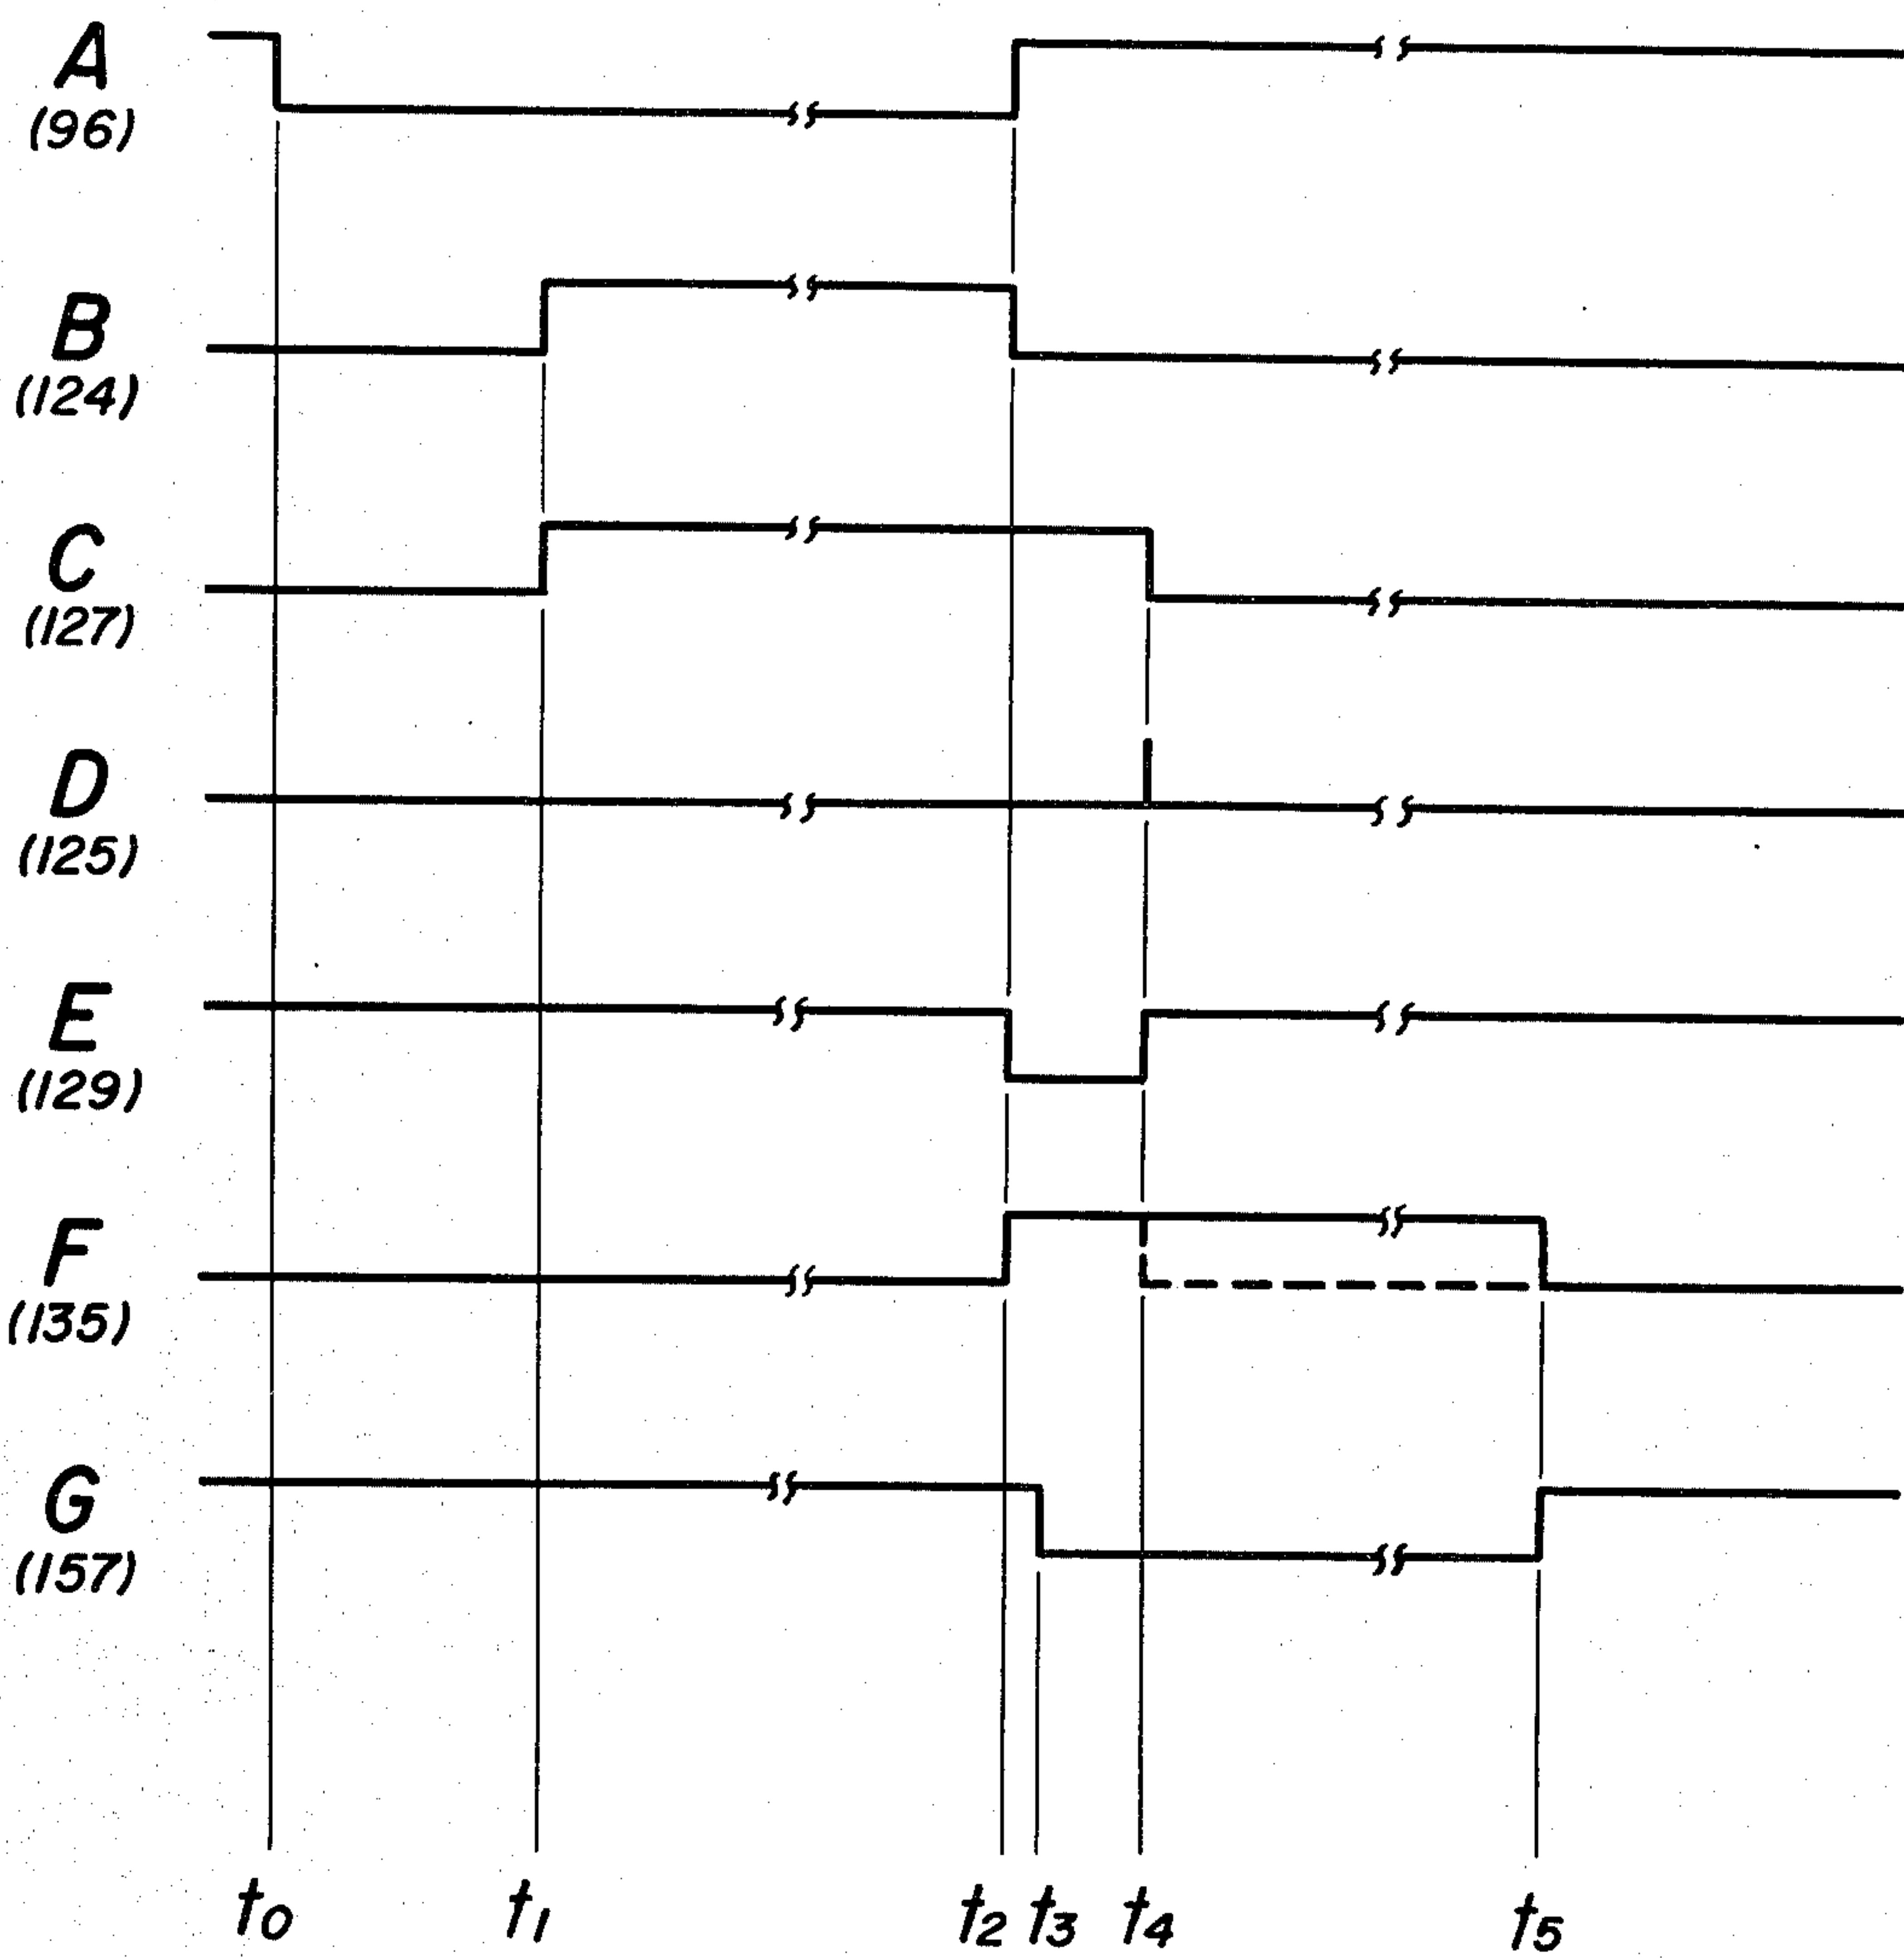 A
(96)
B
(124)
C
(127)
D
(125)
E
(129)
F
(135)
G
(157)
t0 t1 t2 t3 t4 t5